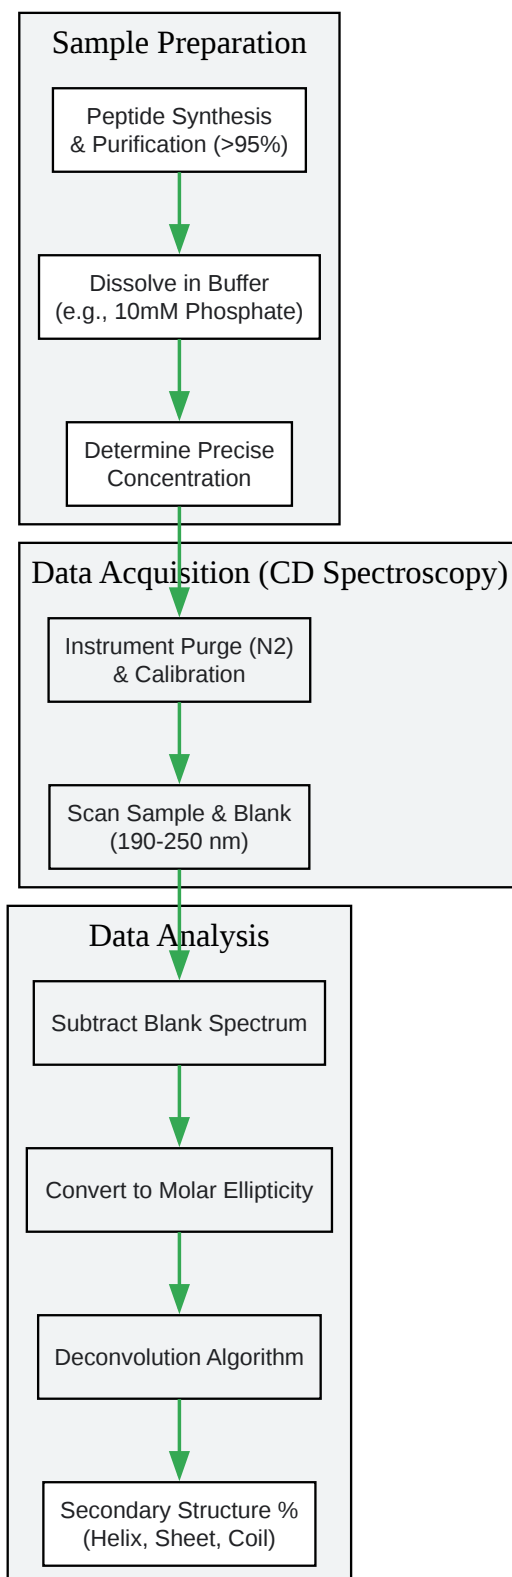 Sample Preparation
Peptide Synthesis
& Purification (>95%)
Dissolve in Buffer
(e.g., 10mM Phosphate)
Determine Precise
Concentration
Data Acquisition (CD Spectroscopy)
Instrument Purge (N2)
& Calibration
Scan Sample & Blank
(190-250 nm)
Data Analysis
Subtract Blank Spectrum
Convert to Molar Ellipticity
Deconvolution Algorithm
Secondary Structure %
(Helix, Sheet, Coil)